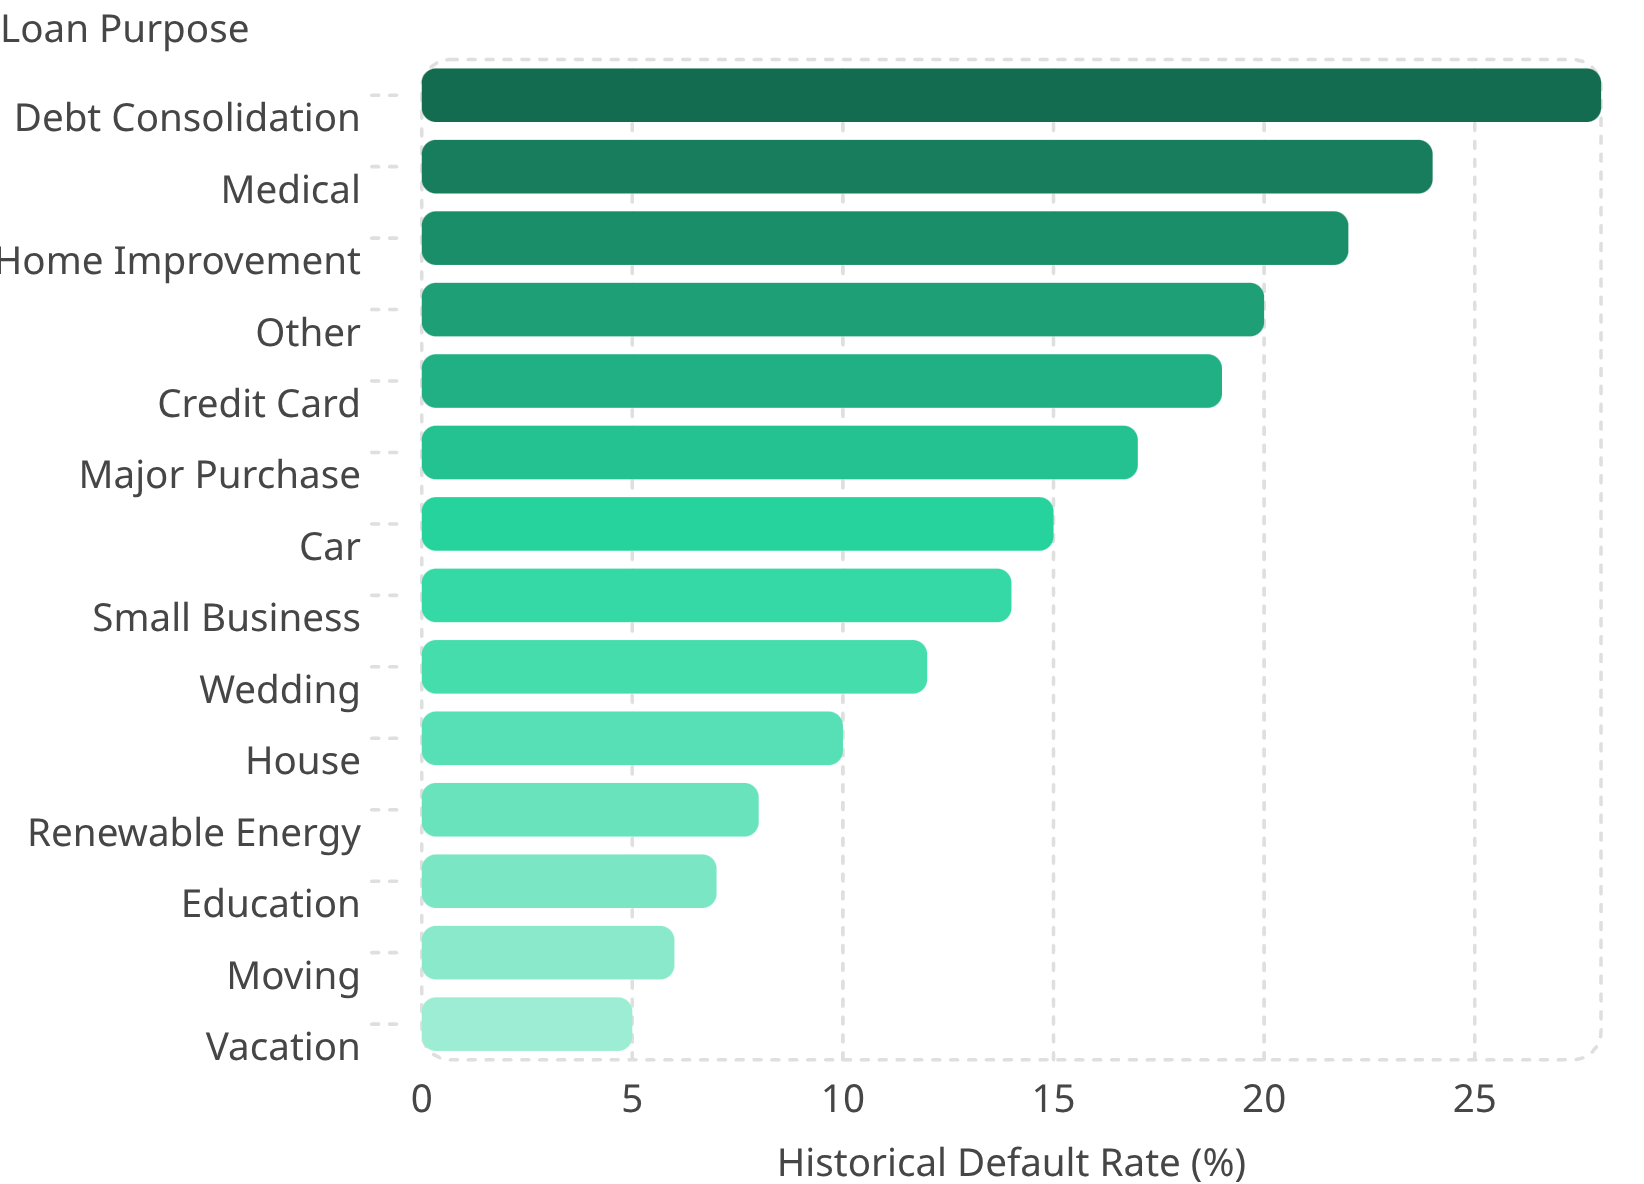 Loan Purpose
Debt Consolidation
Medical
Home Improvement
Other
Credit Card
Major Purchase
Car
Small Business
Wedding
House
Renewable Energy
Education
Moving
Vacation
0 5 10 15 20 25
Historical Default Rate (%)